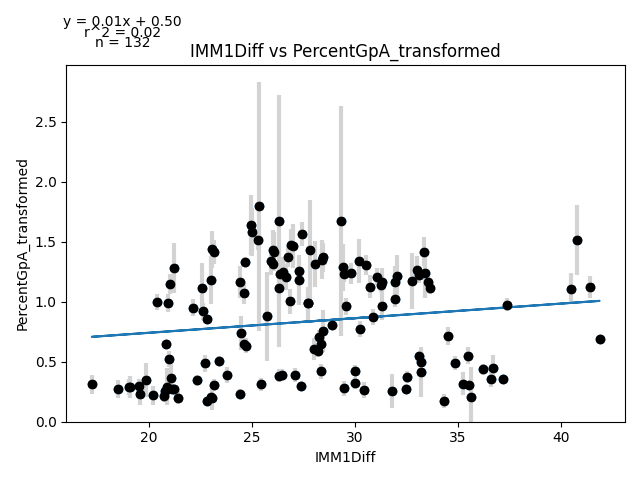 y = 0.01x + 0.50
r^2 = 0.02
n = 132
IMM1Diff vs PercentGpA_transformed
PercentGpA_transformed
2.5
2.0
1.5
1.0
0.5
0.0
20 25 30 35 40
IMM1Diff